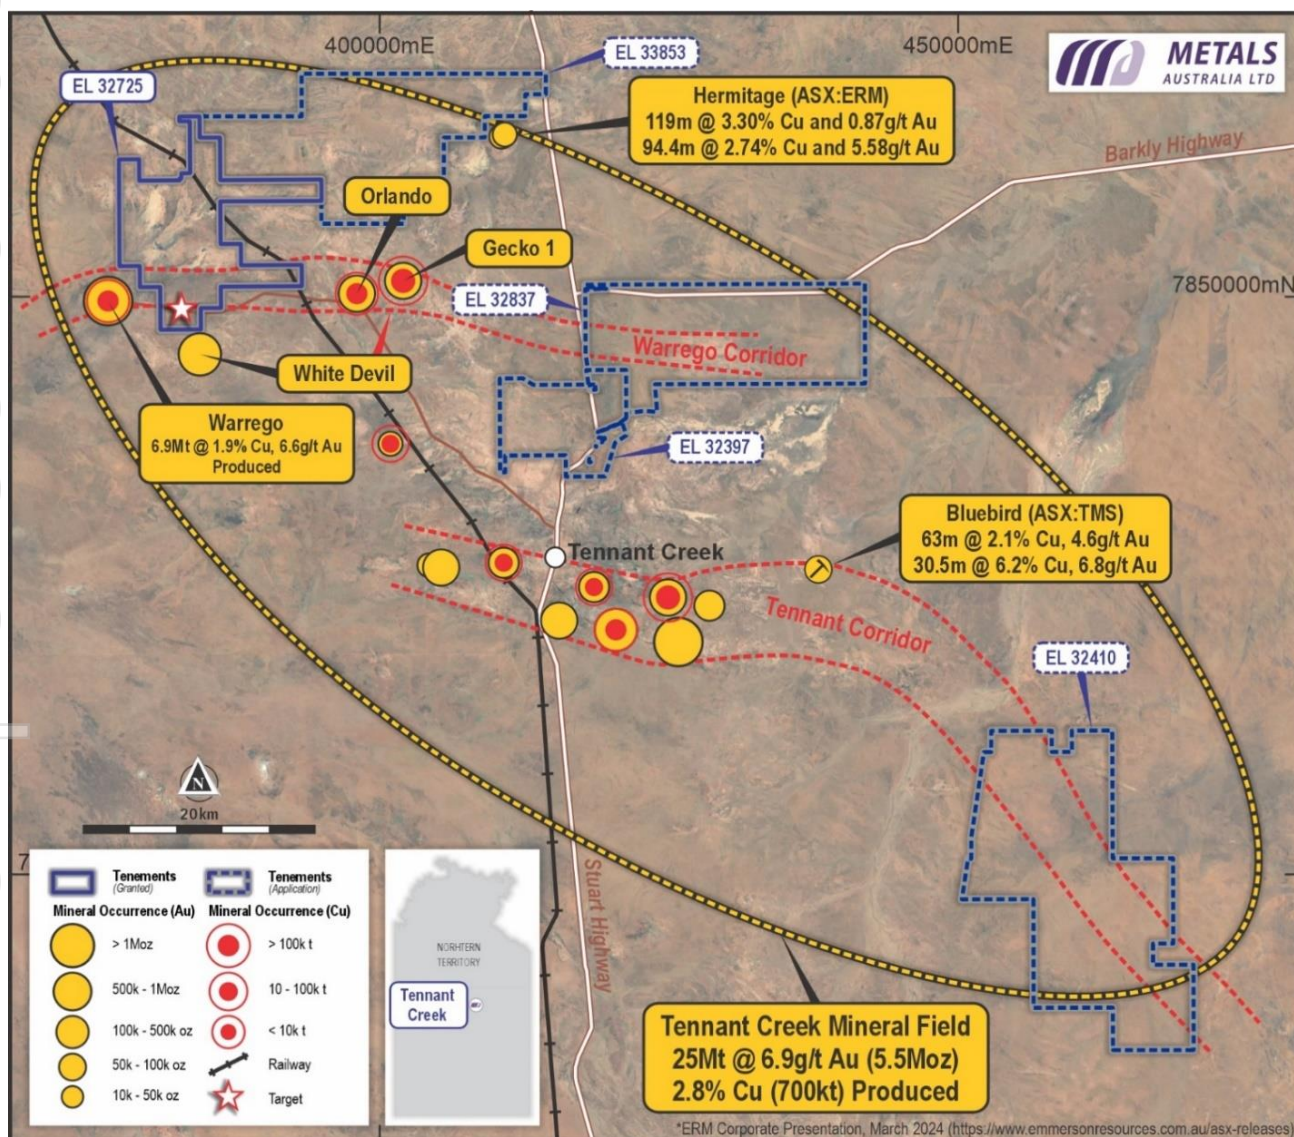 400000mE
450000mE
METALS
AUSTRALIA LTD
EL 33853
EL 32725
Hermitage (ASX:ERM)
119m @ 3.30% Cu and 0.87g/t Au
94.4m @ 2.74% Cu and 5.58g/t Au
Barkly Highway
Orlando
Gecko 1
7850000mN
EL 32837
Warrego Corridor
White Devil
Warrego
6.9Mt @ 1.9% Cu, 6.6g/t Au
Produced
EL 32397
Bluebird (ASX:TMS)
63m @ 2.1% Cu, 4.6g/t Au
30.5m @ 6.2% Cu, 6.8g/t Au
Tennant Creek
Tennant Corridor
EL 32410
N
20km
7
Stuart Highway
Tenements
(Granted)
Tenements
(Application)
Mineral Occurrence (Au)
Mineral Occurrence (Cu)
> 1Moz
> 100k t
500k - 1Moz
10 - 100k t
100k - 500k oz
< 10k t
50k - 100k oz
Railway
10k - 50k oz
Target
NORHTERN
TERRITORY
Tennant
Creek
Tennant Creek Mineral Field
25Mt @ 6.9g/t Au (5.5Moz)
2.8% Cu (700kt) Produced
*ERM Corporate Presentation, March 2024 (https://www.emmersonresources.com.au/asx-releases)